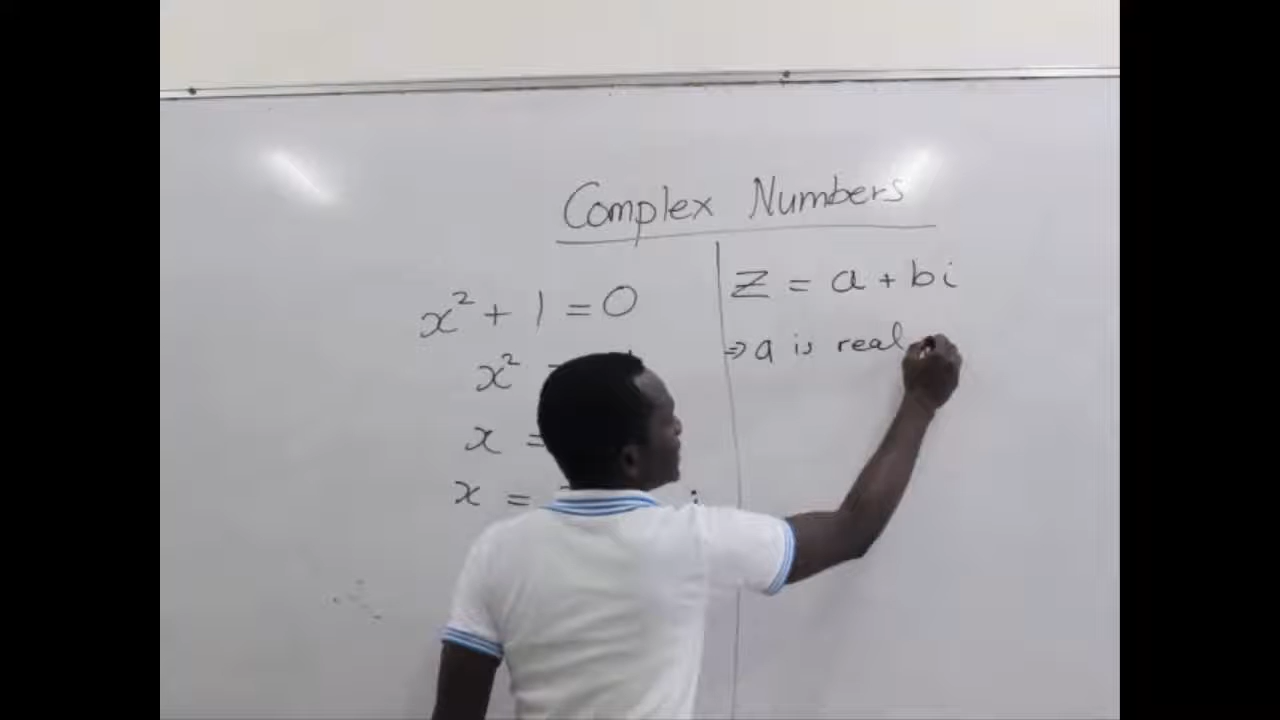 Complex Numbers
x² + 1 = 0
x²
x =
x = i
z = a + bi
⇒ a is real